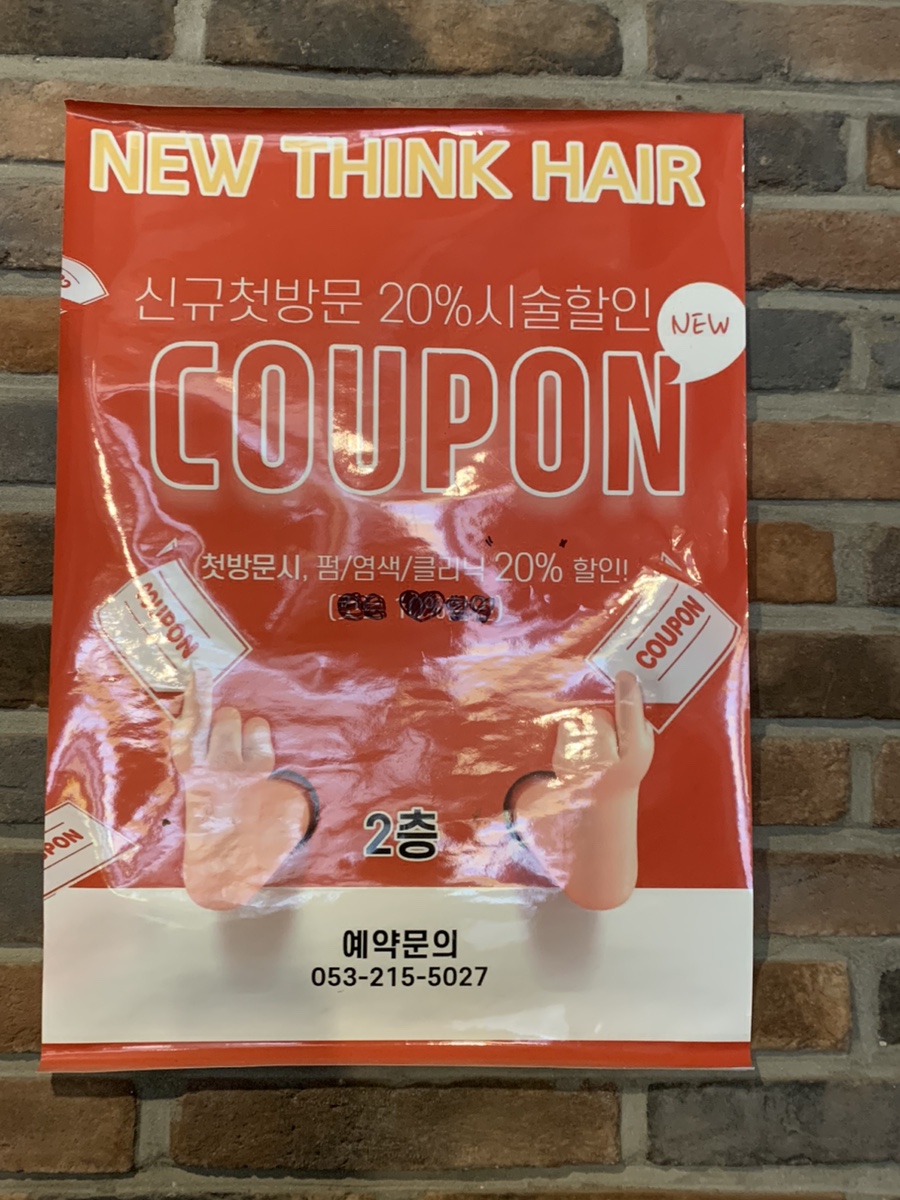 NEW THINK HAIR
신규첫방문 20%시술할인
NEW
COUPON
첫방문시, 펌/염색/클리닉 20% 할인!
COUPON
COUPON
2층
PON
예약문의
053-215-5027